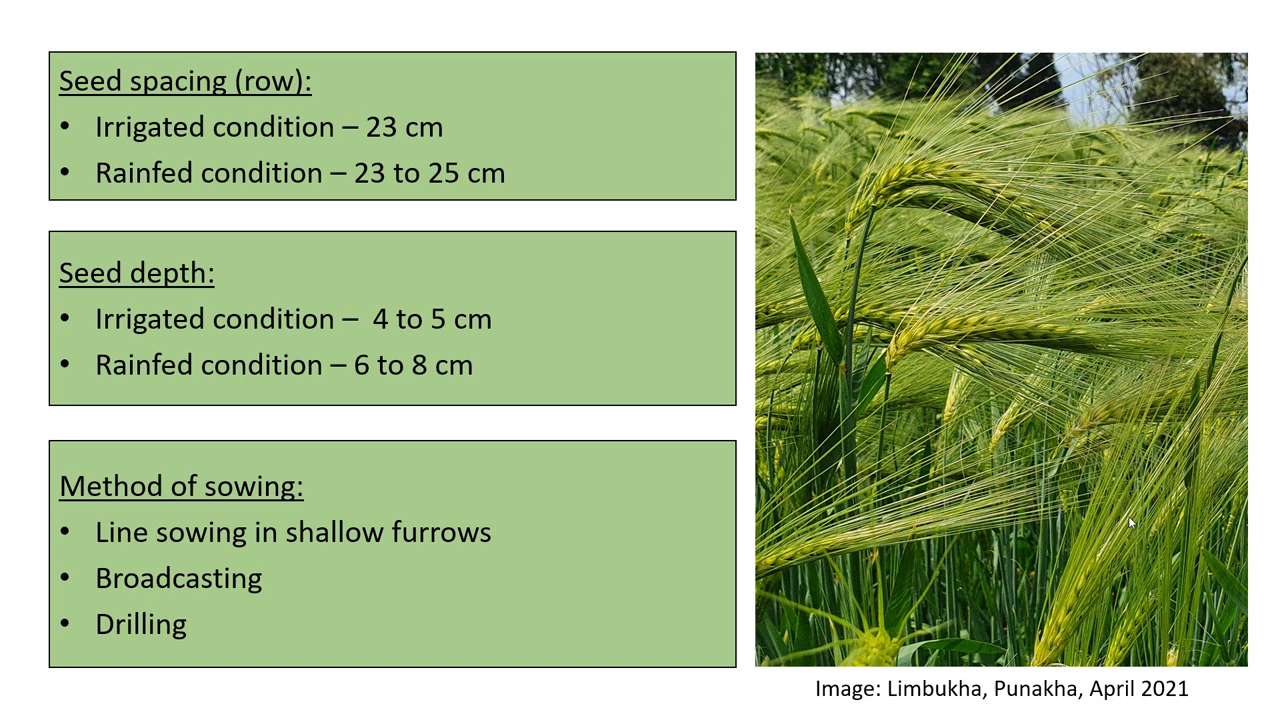 Seed spacing (row):
• Irrigated condition – 23 cm
• Rainfed condition – 23 to 25 cm
Seed depth:
• Irrigated condition – 4 to 5 cm
• Rainfed condition – 6 to 8 cm
Method of sowing:
• Line sowing in shallow furrows
• Broadcasting
• Drilling
Image: Limbukha, Punakha, April 2021